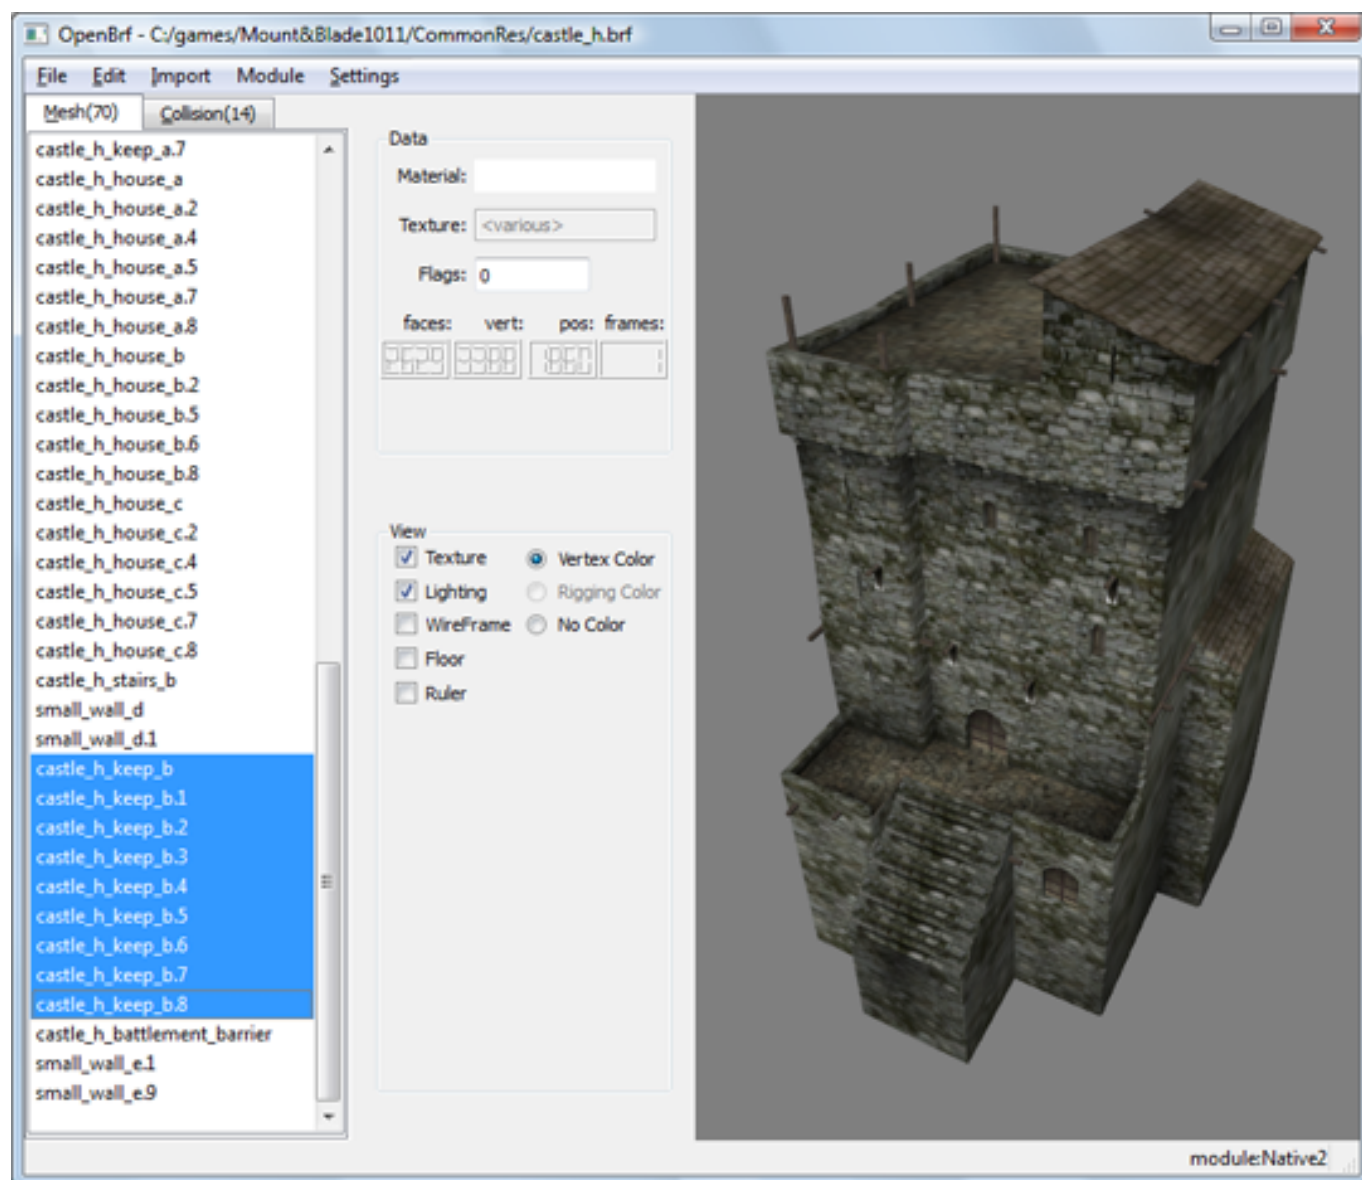 OpenBrf - C:/games/Mount&Blade1011/CommonRes/castle_h.brf
File Edit Import Module Settings
Mesh(70) Collision(14)
castle_h_keep_a.7
castle_h_house_a
castle_h_house_a.2
castle_h_house_a.4
castle_h_house_a.5
castle_h_house_a.7
castle_h_house_a.8
castle_h_house_b
castle_h_house_b.2
castle_h_house_b.5
castle_h_house_b.6
castle_h_house_b.8
castle_h_house_c
castle_h_house_c.2
castle_h_house_c.4
castle_h_house_c.5
castle_h_house_c.7
castle_h_house_c.8
castle_h_stairs_b
small_wall_d
small_wall_d.1
castle_h_keep_b
castle_h_keep_b.1
castle_h_keep_b.2
castle_h_keep_b.3
castle_h_keep_b.4
castle_h_keep_b.5
castle_h_keep_b.6
castle_h_keep_b.7
castle_h_keep_b.8
castle_h_battlement_barrier
small_wall_e.1
small_wall_e.9
Data
Material:
Texture: <various>
Flags: 0
faces: vert: pos: frames:
1
View
Texture Vertex Color
Lighting Rigging Color
WireFrame No Color
Floor
Ruler
module:Native2